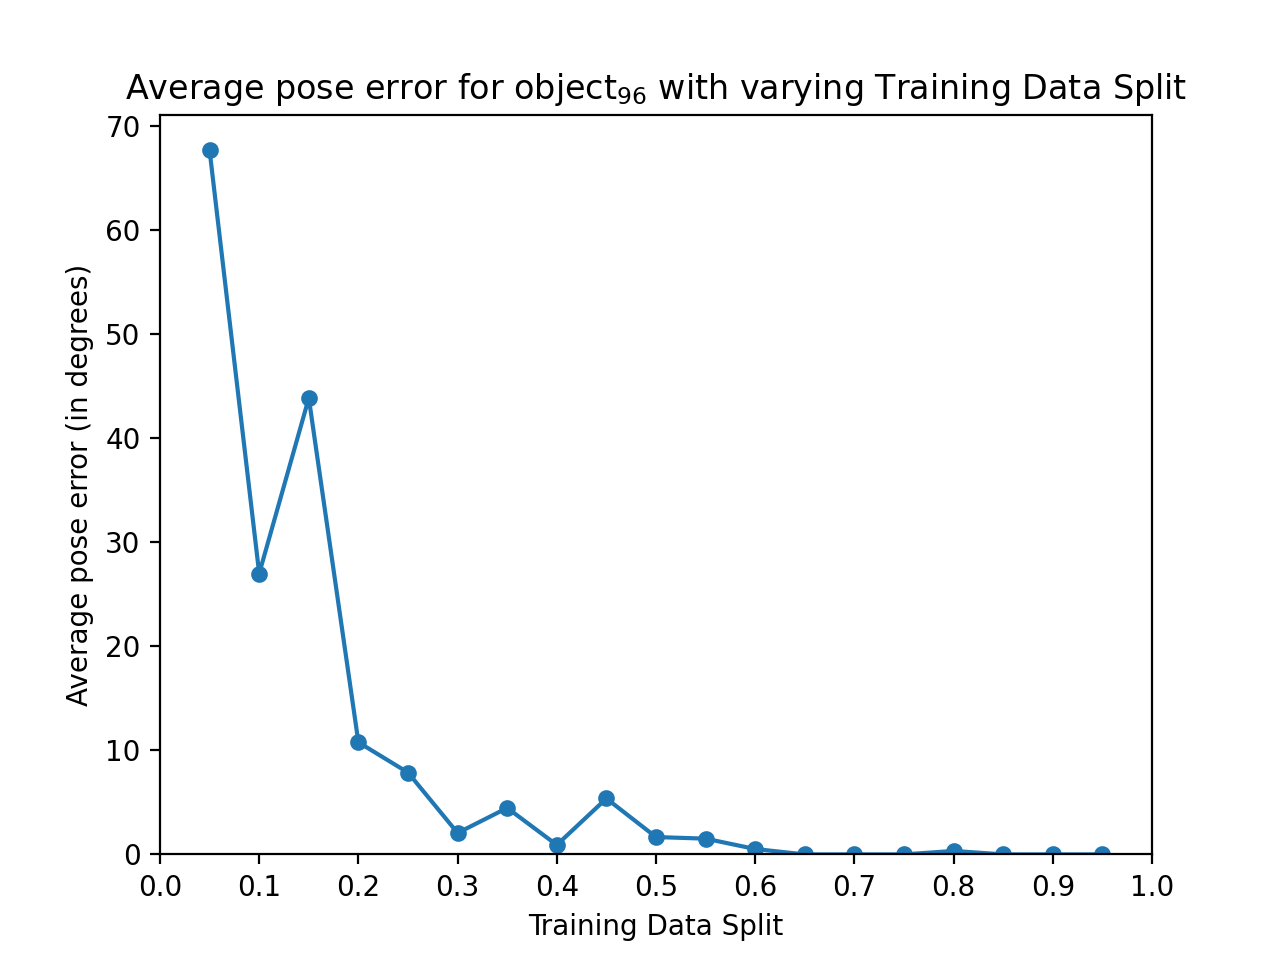 Average pose error for object₉₆ with varying Training Data Split
70
60
50
40
30
20
10
0
Average pose error (in degrees)
0.0 0.1 0.2 0.3 0.4 0.5 0.6 0.7 0.8 0.9 1.0
Training Data Split